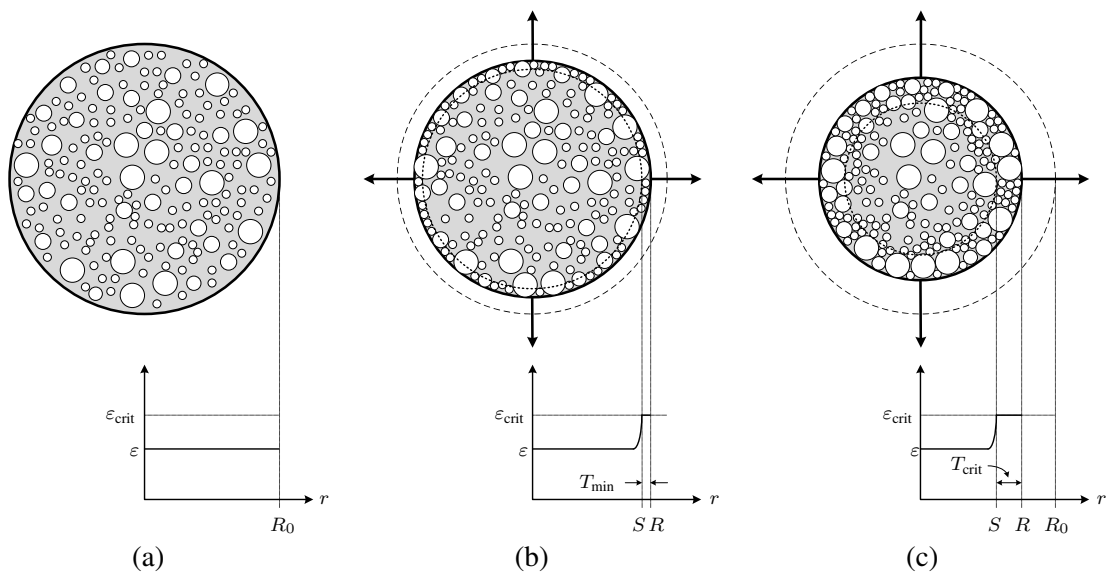 ε_crit
ε
r
R_0
(a)
ε_crit
ε
T_min
r
S R
(b)
ε_crit
ε
T_crit
r
S R R_0
(c)